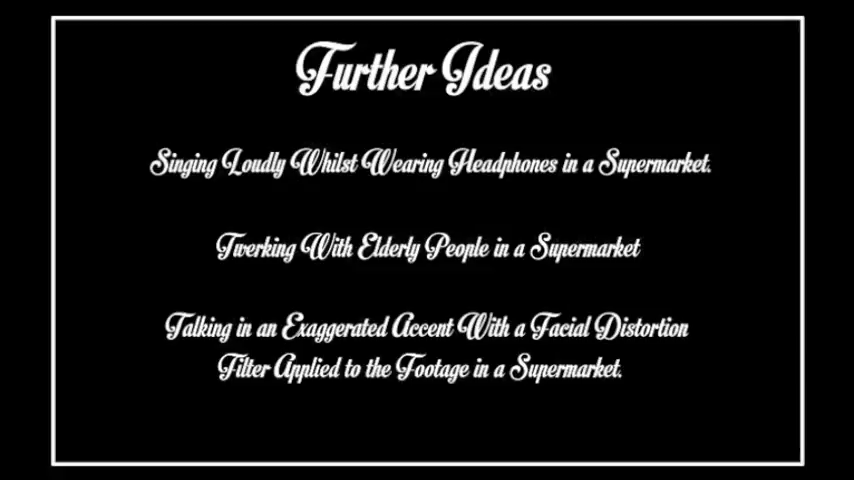 Further Ideas
Singing Loudly Whilst Wearing Headphones in a Supermarket.
Twerking With Elderly People in a Supermarket
Talking in an Exaggerated Accent With a Facial Distortion
Filter Applied to the Footage in a Supermarket.